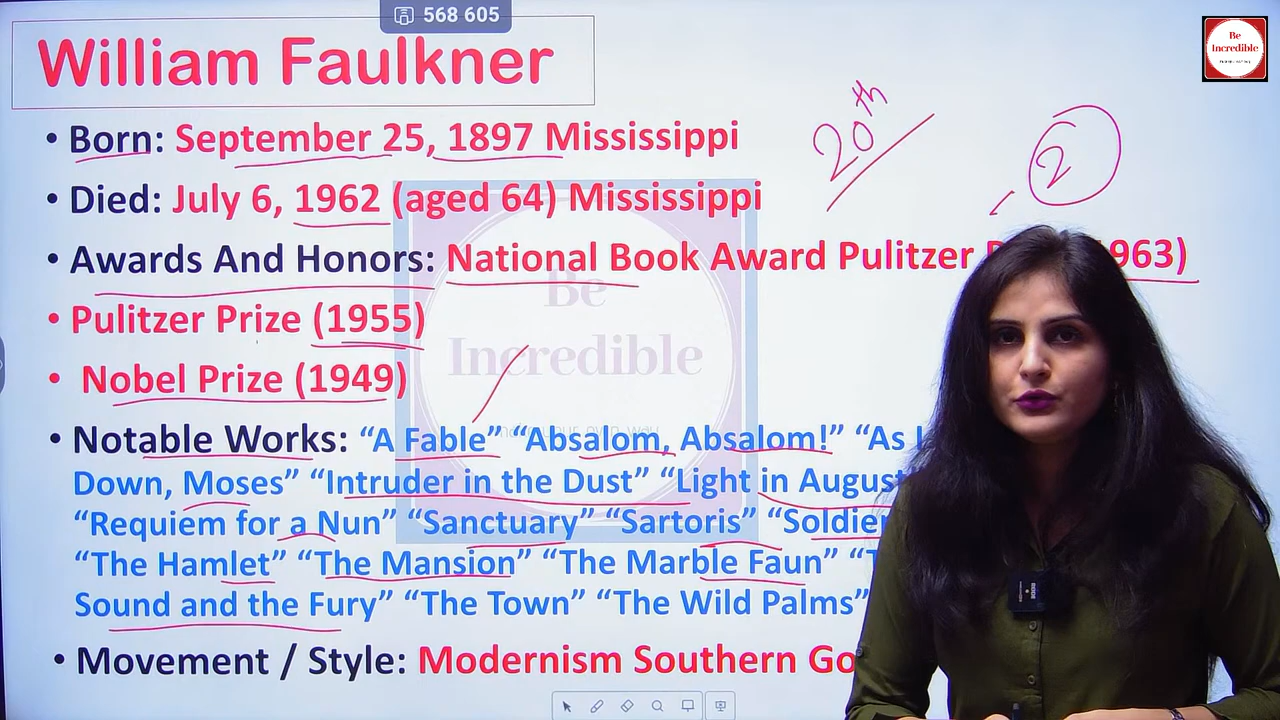 568 605
William Faulkner
Be
Incredible
20th
2
• Born: September 25, 1897 Mississippi
• Died: July 6, 1962 (aged 64) Mississippi
• Awards And Honors: National Book Award Pulitzer P 963)
• Pulitzer Prize (1955)
• Nobel Prize (1949)
Be
Incredible
• Notable Works: “A Fable” “Absalom, Absalom!” “As I
Down, Moses” “Intruder in the Dust” “Light in August
“Requiem for a Nun” “Sanctuary” “Sartoris” “Soldier
“The Hamlet” “The Mansion” “The Marble Faun” “T
Sound and the Fury” “The Town” “The Wild Palms”
• Movement / Style: Modernism Southern Go